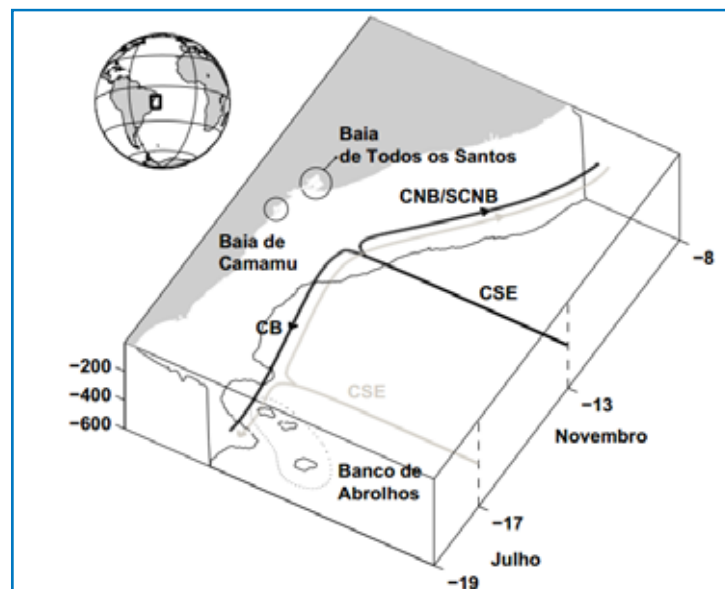 Baia
de Todos os Santos
CNB/SCNB
Baia de
Camamu
−8
CSE
CB
−200
−400
−600
CSE
−13
Novembro
Banco de
Abrolhos
−17
Julho
−19